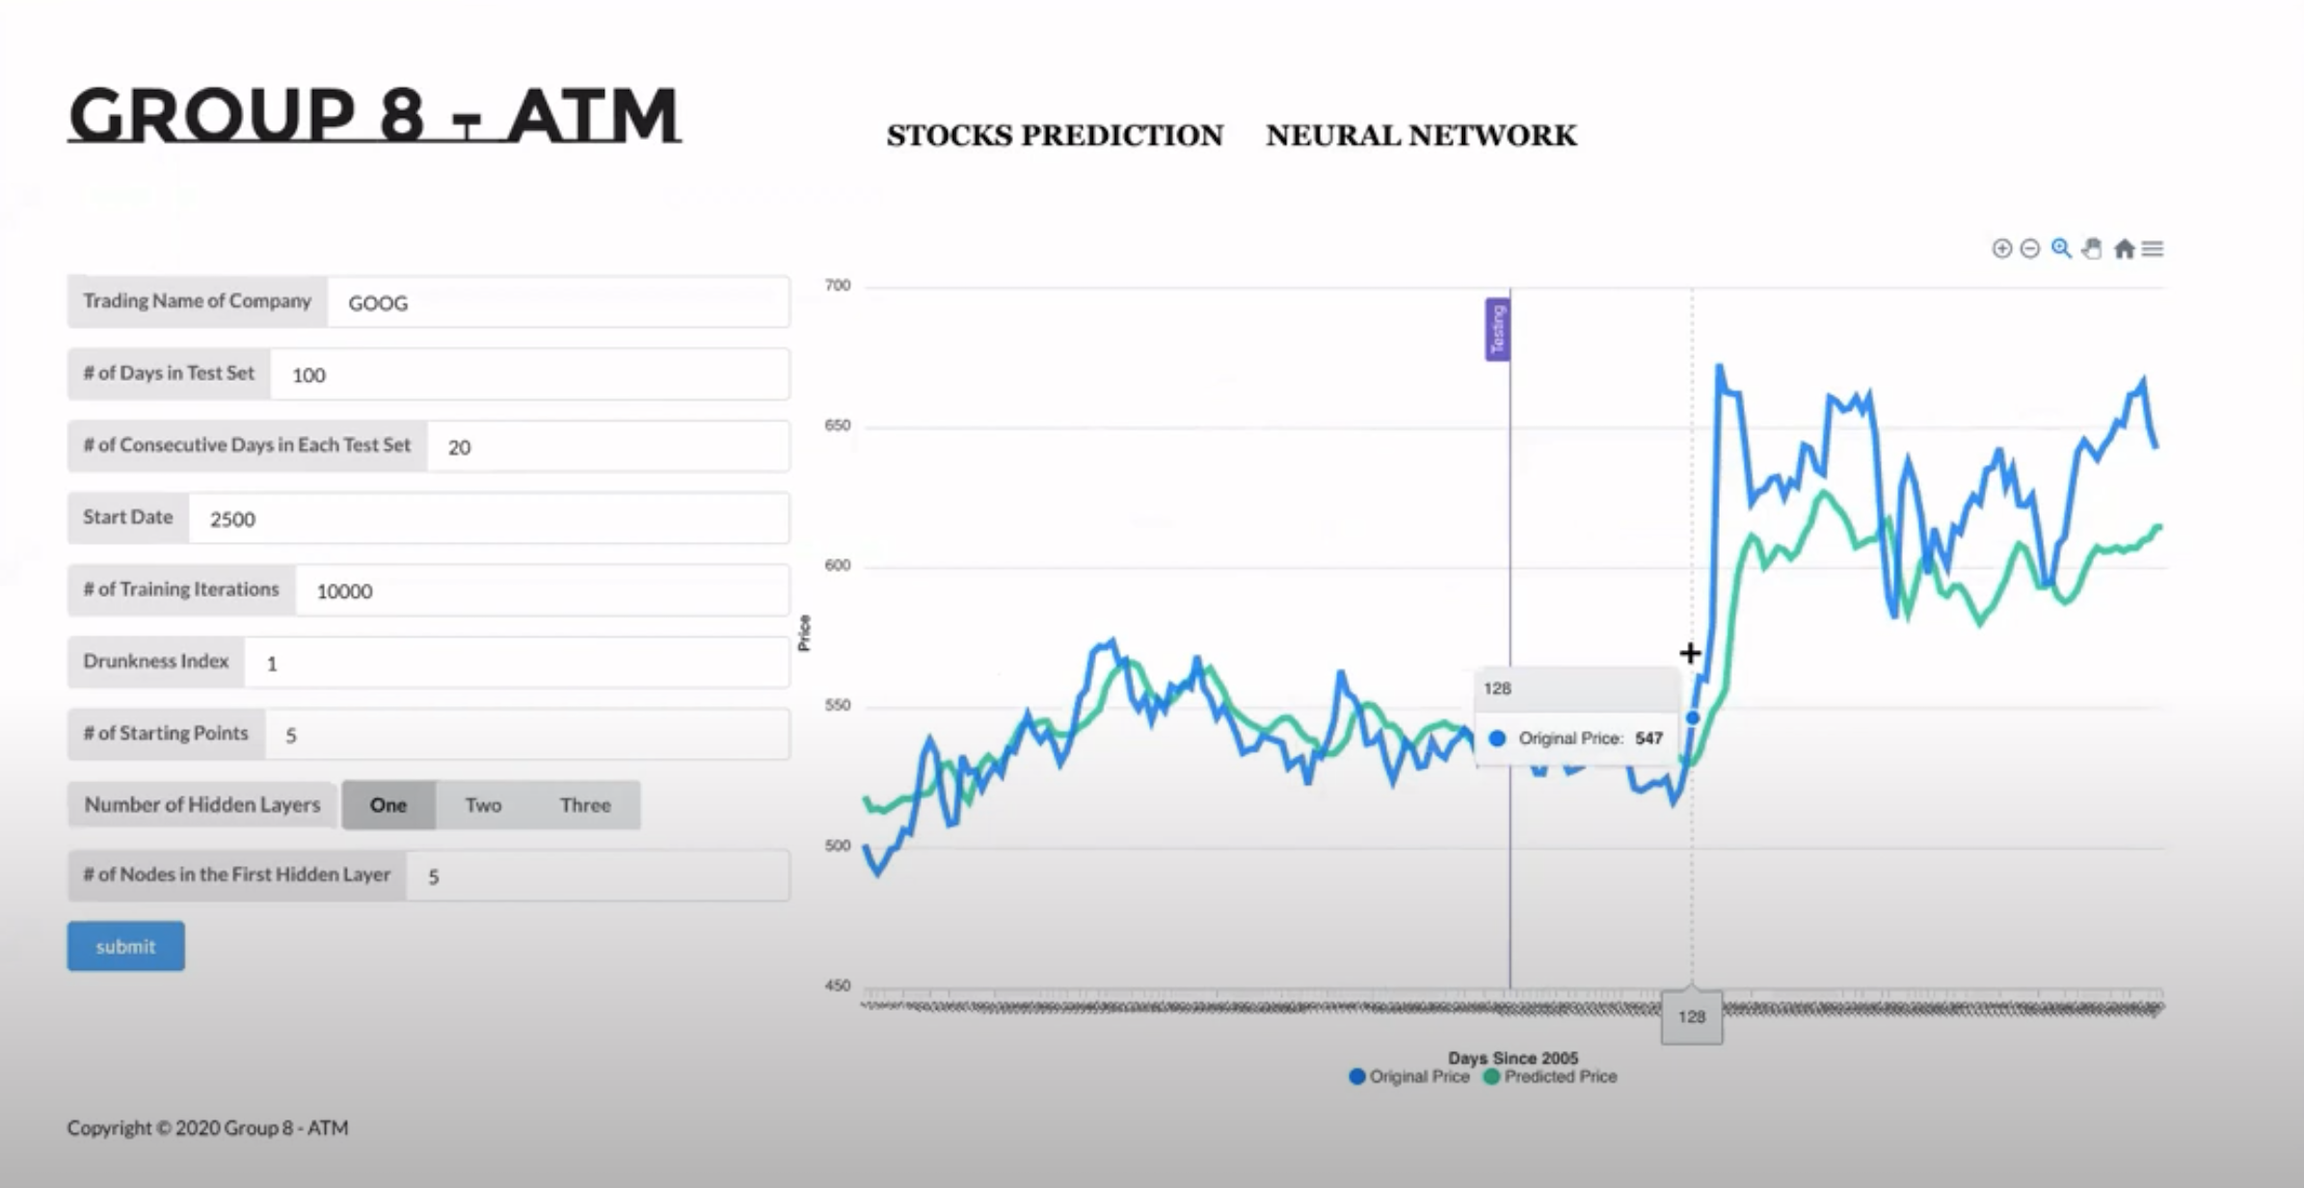 GROUP 8 - ATM
STOCKS PREDICTION NEURAL NETWORK
Trading Name of Company GOOG
# of Days in Test Set 100
# of Consecutive Days in Each Test Set 20
Start Date 2500
# of Training Iterations 10000
Drunkness Index 1
# of Starting Points 5
Number of Hidden Layers One Two Three
# of Nodes in the First Hidden Layer 5
submit
700
650
600
550
500
450
Price
Testing
128
Original Price: 547
128
Days Since 2005
Original Price Predicted Price
Copyright © 2020 Group 8 - ATM